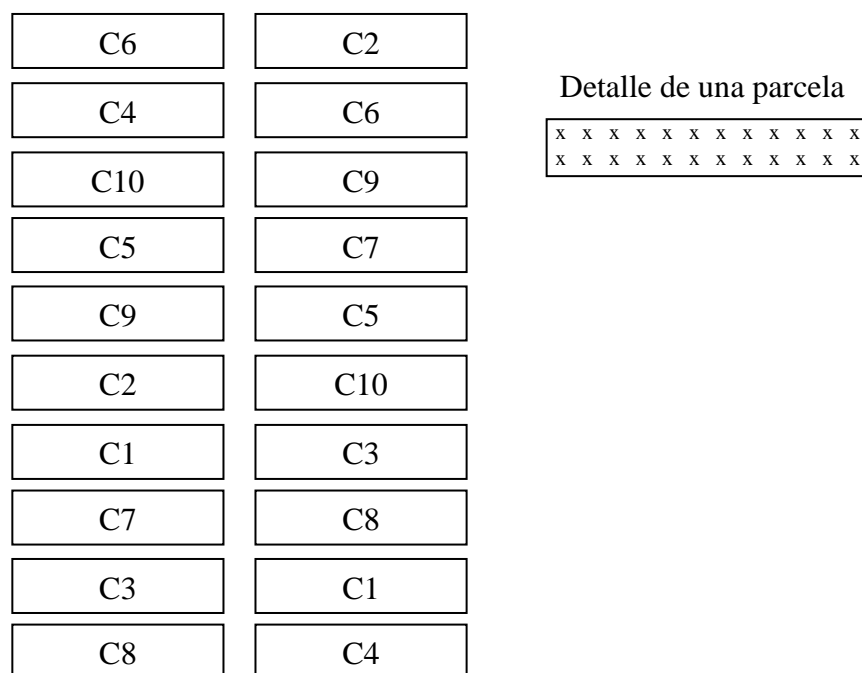 C6 C2
Detalle de una parcela
C4 C6
x x x x x x x x x x x x
x x x x x x x x x x x x
C10 C9
C5 C7
C9 C5
C2 C10
C1 C3
C7 C8
C3 C1
C8 C4